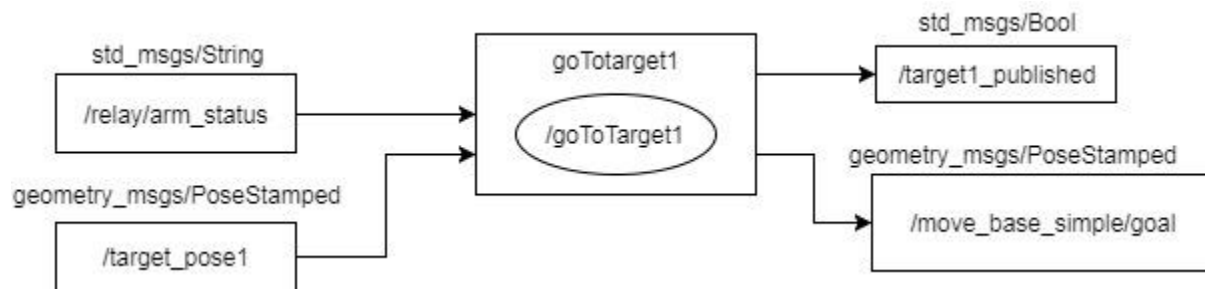 std_msgs/String
/relay/arm_status
geometry_msgs/PoseStamped
/target_pose1
goTotarget1
/goToTarget1
std_msgs/Bool
/target1_published
geometry_msgs/PoseStamped
/move_base_simple/goal